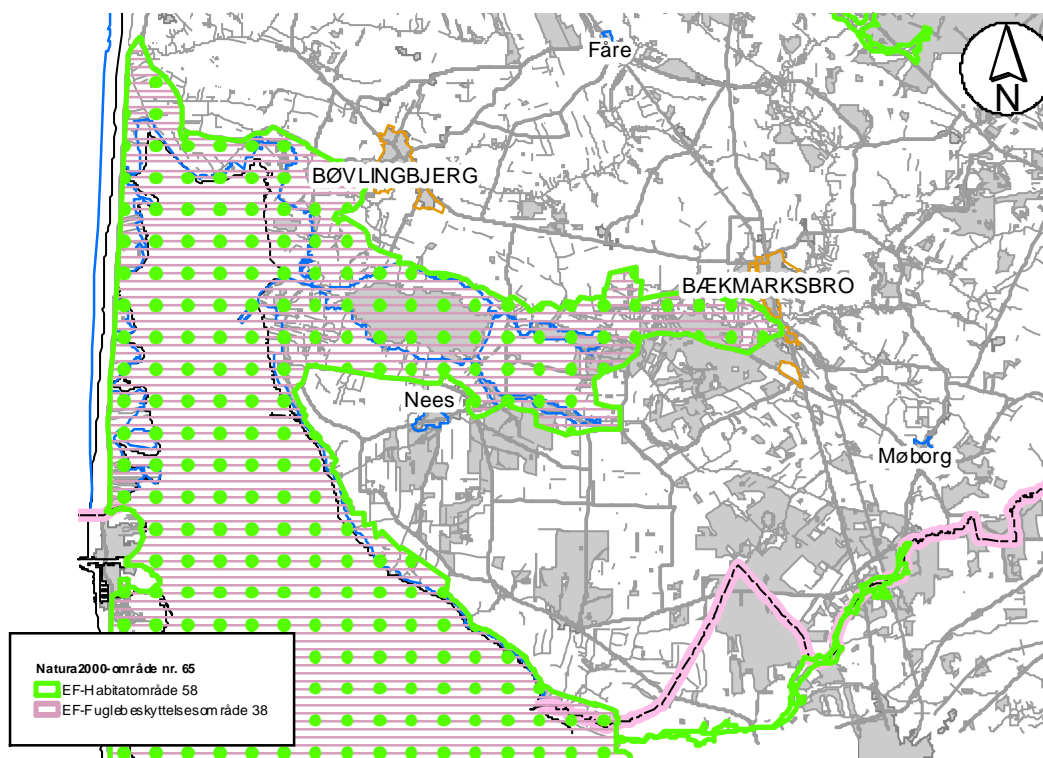 Fåre
N
BØVLINGBJERG
BÆKMARKSBRO
Nees
Møborg
Natura2000-område nr. 65
EF-Habitatområde 58
EF-Fuglebeskyttelsesområde 38